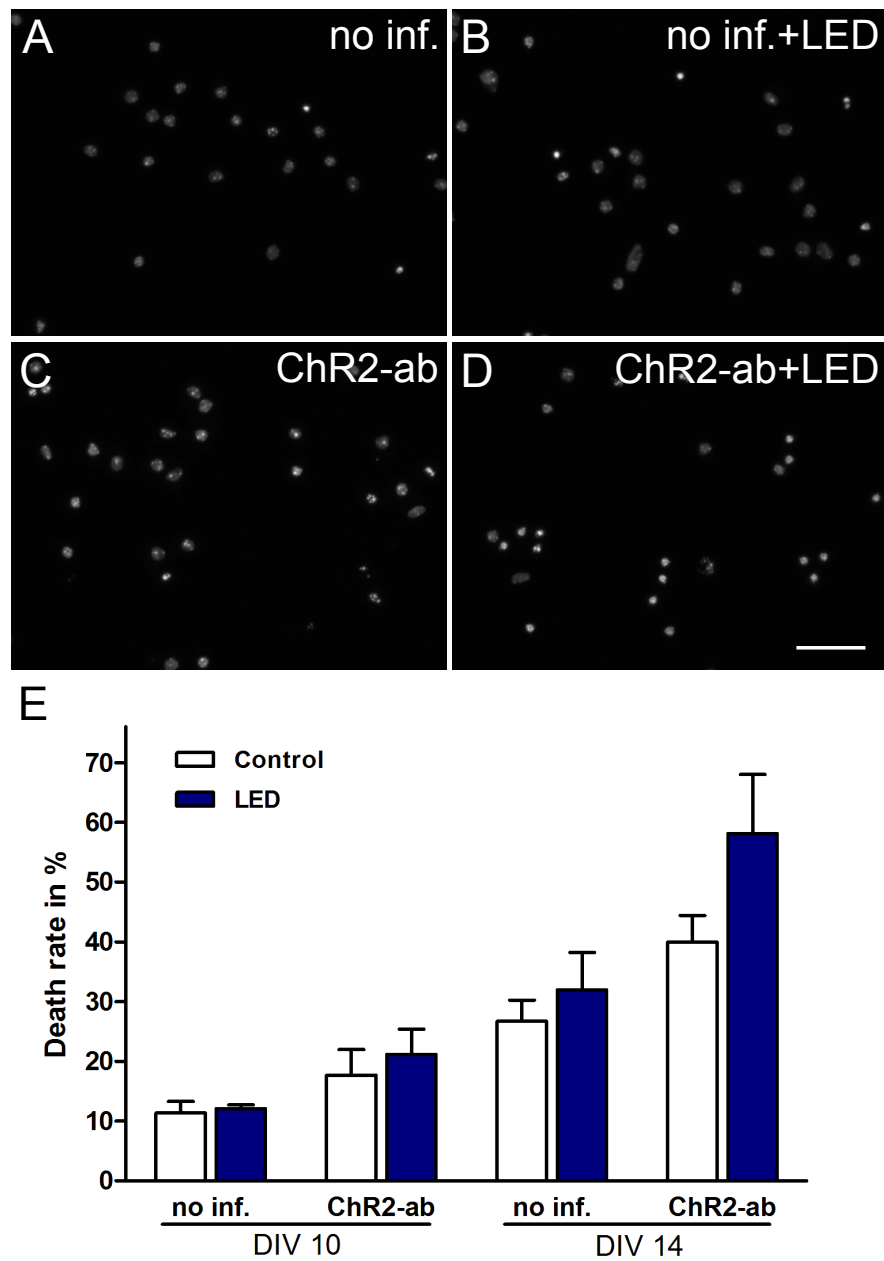 A no inf.
B no inf.+LED
C ChR2-ab
D ChR2-ab+LED
E
Control
LED
Death rate in %
70
60
50
40
30
20
10
0
no inf. ChR2-ab no inf. ChR2-ab
DIV 10 DIV 14